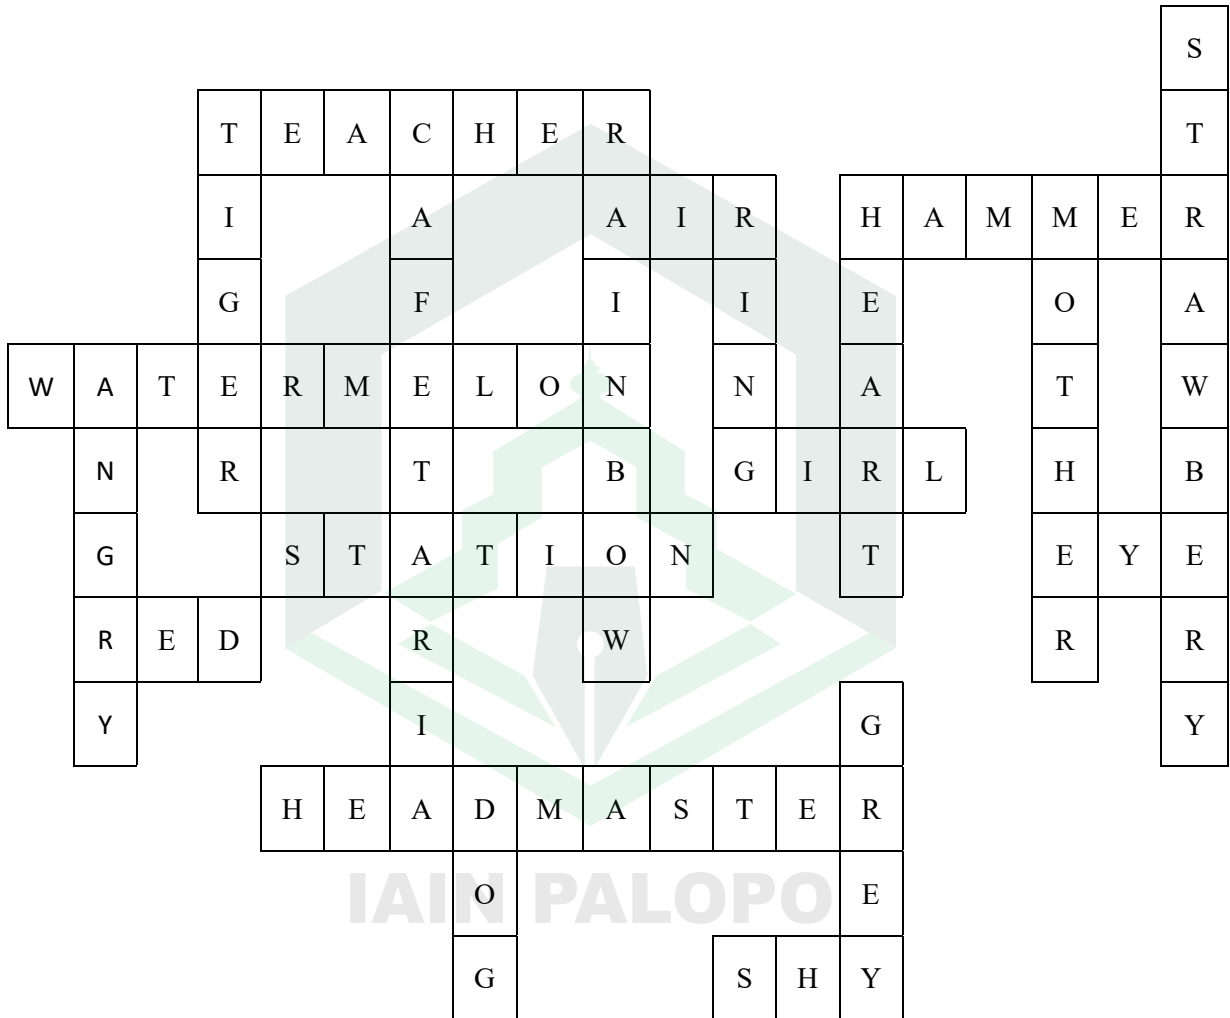 S
T E A C H E R T
I A A I R H A M M E R
G F I I E O A
W A T E R M E L O N N A T W
N R T B G I R L H B
G S T A T I O N T E Y E
R E D R W R R
Y I G Y
H E A D M A S T E R
O E
G S H Y
IAIN PALOPO